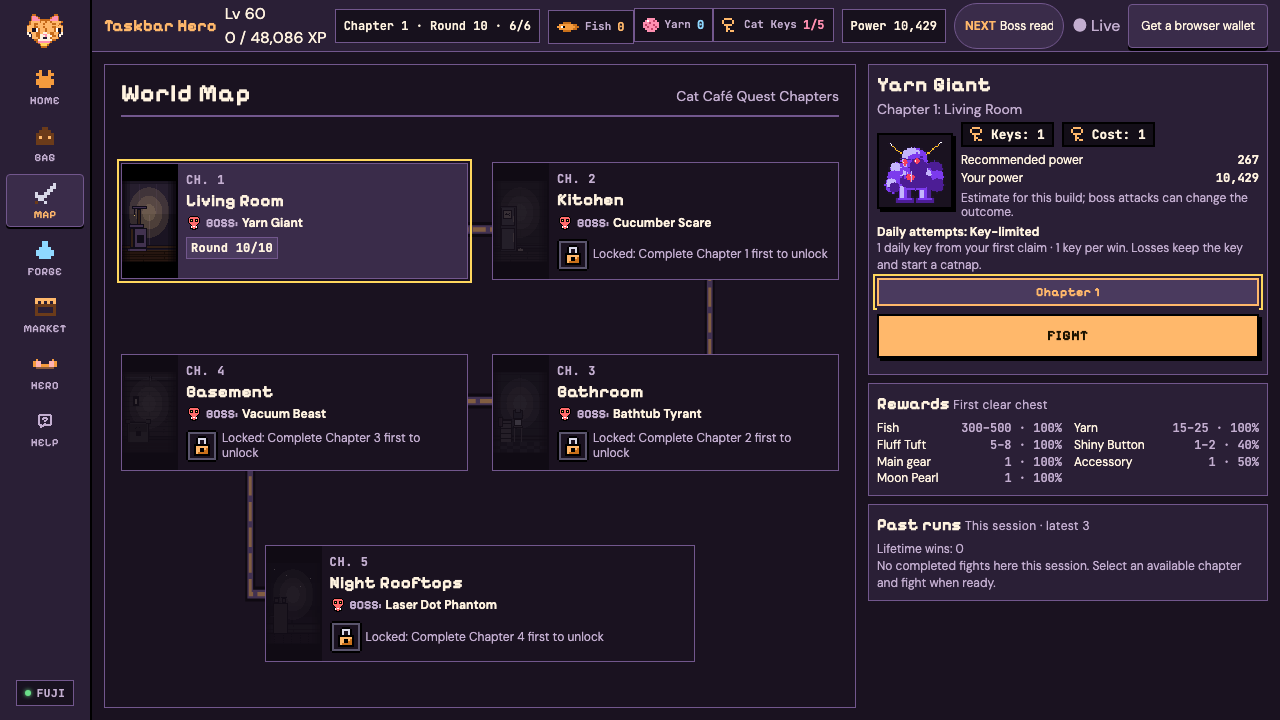 Taskbar Hero
Lv 60
0 / 48,086 XP
Chapter 1 · Round 10 · 6/6
Fish 0
Yarn 0
Cat Keys 1/5
Power 10,429
NEXT Boss read
Live
Get a browser wallet
HOME
BAG
MAP
FORGE
MARKET
HERO
HELP
FUJI
World Map
Cat Café Quest Chapters
CH. 1
Living Room
BOSS: Yarn Giant
Round 10/10
CH. 2
Kitchen
BOSS: Cucumber Scare
Locked: Complete Chapter 1 first to unlock
CH. 4
Basement
BOSS: Vacuum Beast
Locked: Complete Chapter 3 first to
unlock
CH. 3
Bathroom
BOSS: Bathtub Tyrant
Locked: Complete Chapter 2 first to
unlock
CH. 5
Night Rooftops
BOSS: Laser Dot Phantom
Locked: Complete Chapter 4 first to unlock
Yarn Giant
Chapter 1: Living Room
Keys: 1
Cost: 1
Recommended power 267
Your power 10,429
Estimate for this build; boss attacks can change the
outcome.
Daily attempts: Key-limited
1 daily key from your first claim · 1 key per win. Losses keep the key
and start a catnap.
Chapter 1
FIGHT
Rewards First clear chest
Fish 300-500 · 100% Yarn 15-25 · 100%
Fluff Tuft 5-8 · 100% Shiny Button 1-2 · 40%
Main gear 1 · 100% Accessory 1 · 50%
Moon Pearl 1 · 100%
Past runs This session · latest 3
Lifetime wins: 0
No completed fights here this session. Select an available chapter
and fight when ready.